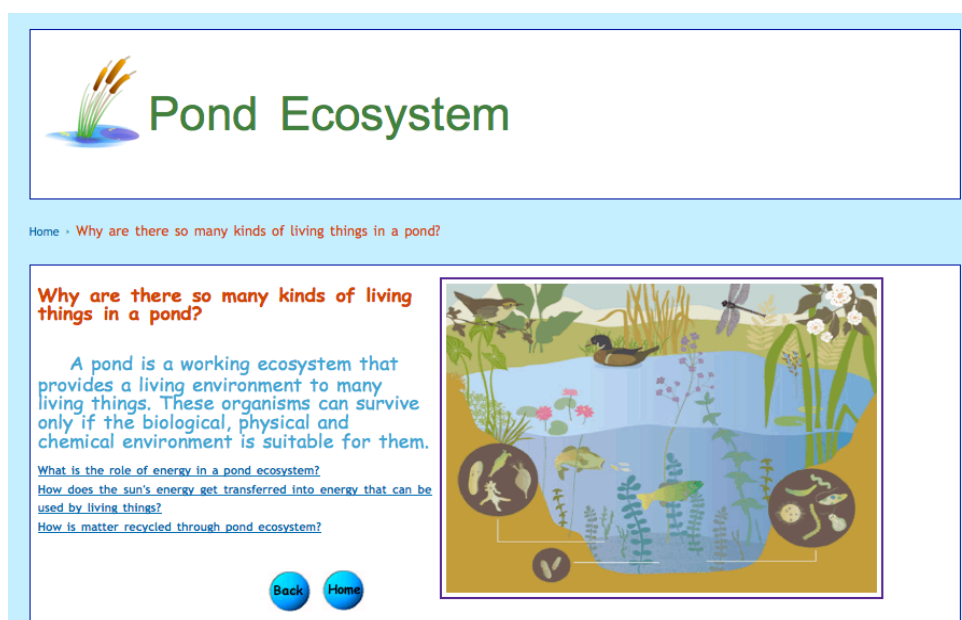 Pond Ecosystem
Home › Why are there so many kinds of living things in a pond?
Why are there so many kinds of living
things in a pond?
A pond is a working ecosystem that
provides a living environment to many
living things. These organisms can survive
only if the biological, physical and
chemical environment is suitable for them.
What is the role of energy in a pond ecosystem?
How does the sun's energy get transferred into energy that can be
used by living things?
How is matter recycled through pond ecosystem?
Back Home